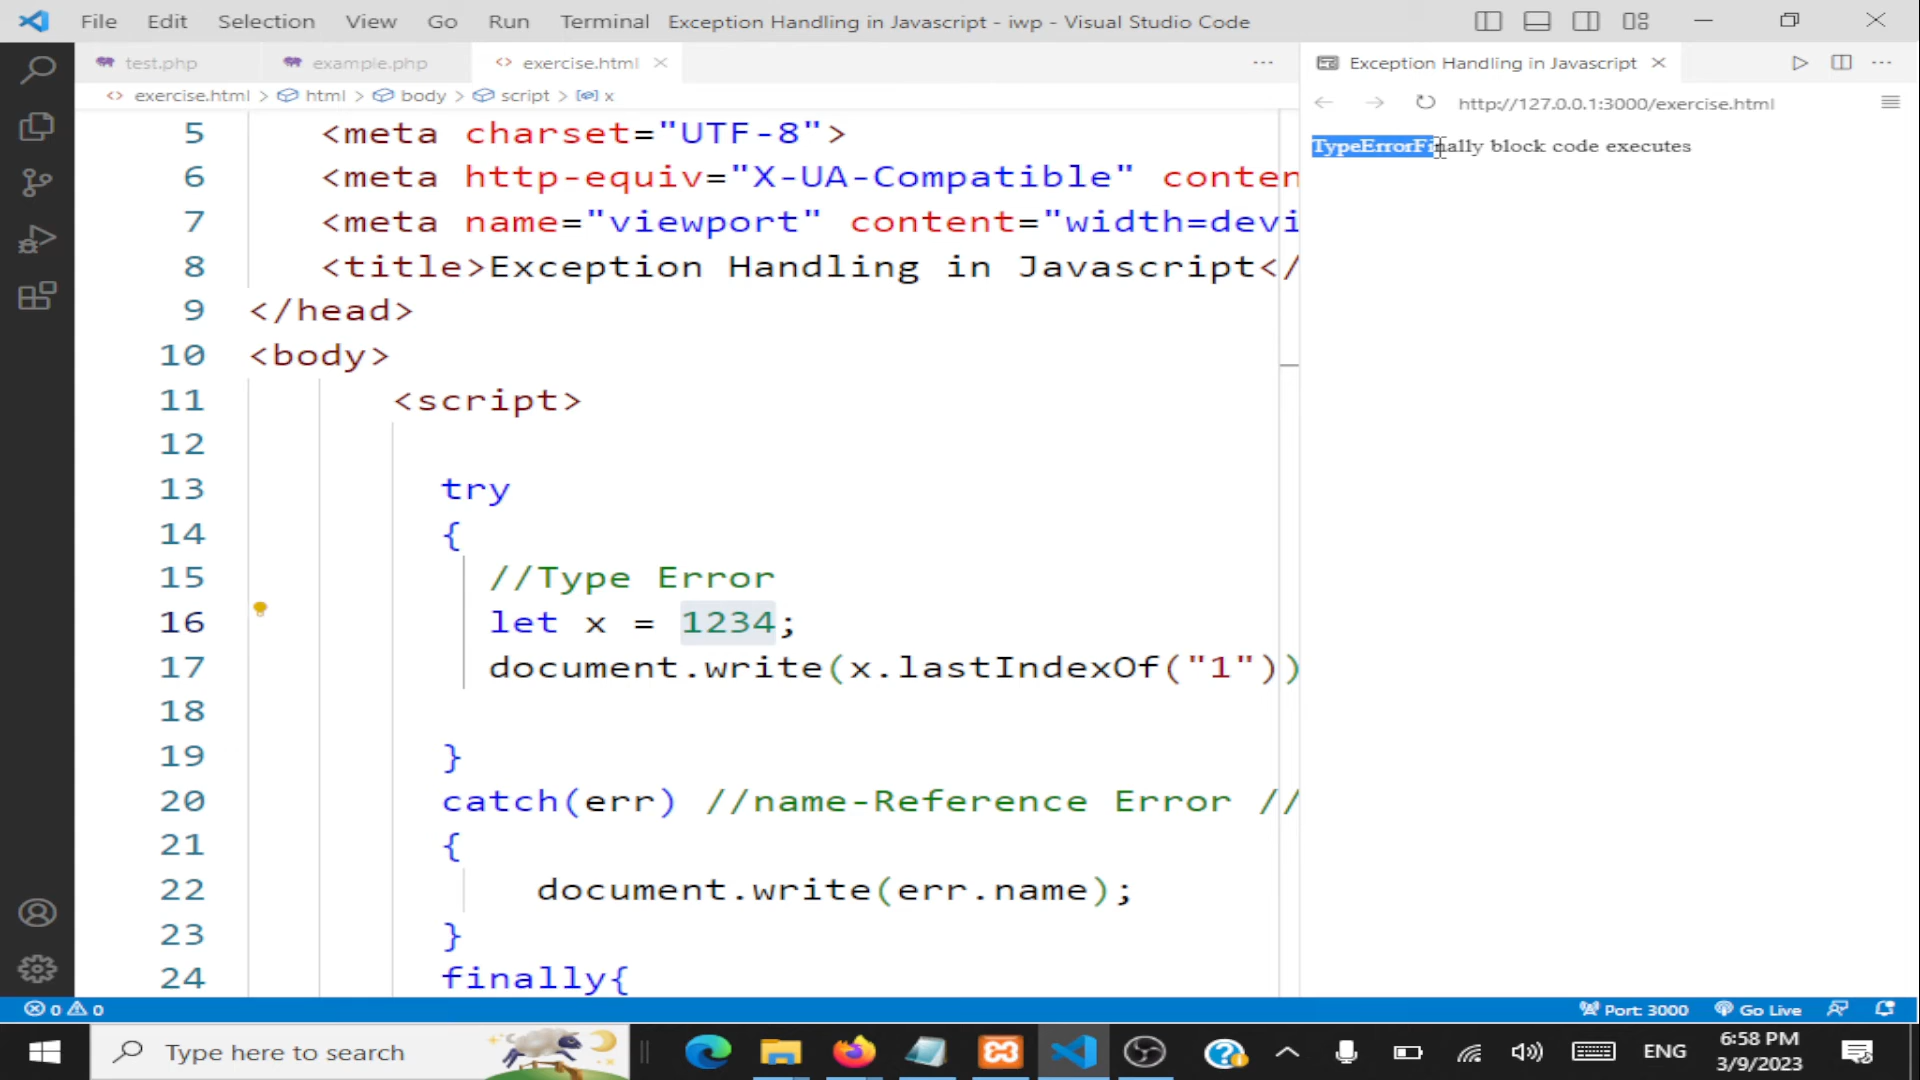 File Edit Selection View Go Run Terminal Exception Handling in Javascript - iwp - Visual Studio Code
test.php example.php exercise.html
Exception Handling in Javascript
exercise.html > html > body > script > x
http://127.0.0.1:3000/exercise.html
TypeErrorFinally block code executes
5 <meta charset="UTF-8">
6 <meta http-equiv="X-UA-Compatible" conten
7 <meta name="viewport" content="width=devi
8 <title>Exception Handling in Javascript</
9 </head>
10 <body>
11 <script>
12
13 try
14 {
15 //Type Error
16 let x = 1234;
17 document.write(x.lastIndexOf("1"))
18
19 }
20 catch(err) //name-Reference Error //
21 {
22 document.write(err.name);
23 }
24 finally{
0 0
Port: 3000 Go Live
Type here to search
ENG
6:58 PM
3/9/2023